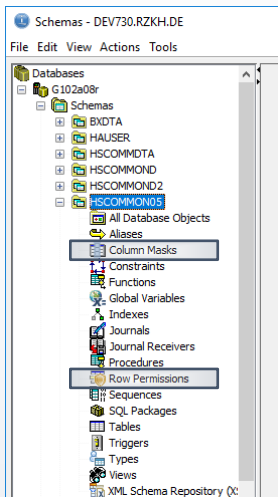 Schemas - DEV730.RZKH.DE
File Edit View Actions Tools
Databases
G102a08r
Schemas
BXDTA
HAUSER
HSCOMMDTA
HSCOMMOND
HSCOMMOND2
HSCOMMON05
All Database Objects
Aliases
Column Masks
Constraints
Functions
Global Variables
Indexes
Journals
Journal Receivers
Procedures
Row Permissions
Sequences
SQL Packages
Tables
Triggers
Types
Views
XML Schema Repository (XS